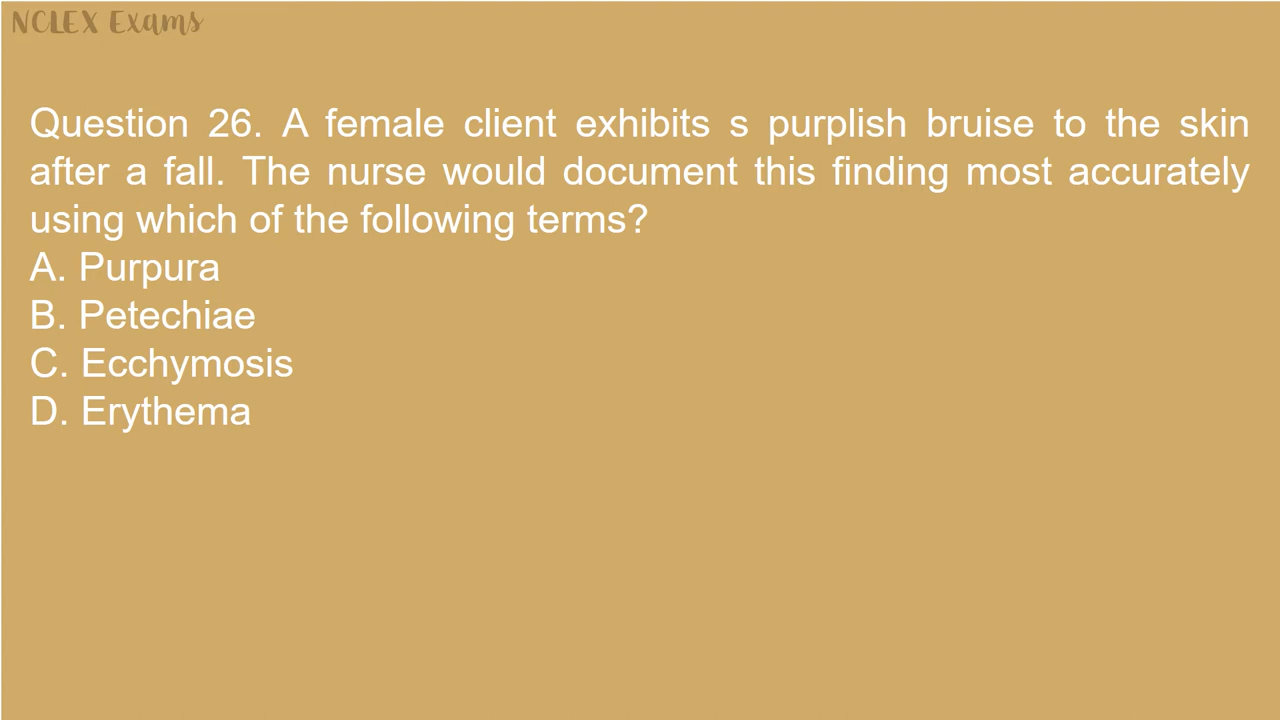 NCLEX Exams
Question 26. A female client exhibits s purplish bruise to the skin
after a fall. The nurse would document this finding most accurately
using which of the following terms?
A. Purpura
B. Petechiae
C. Ecchymosis
D. Erythema